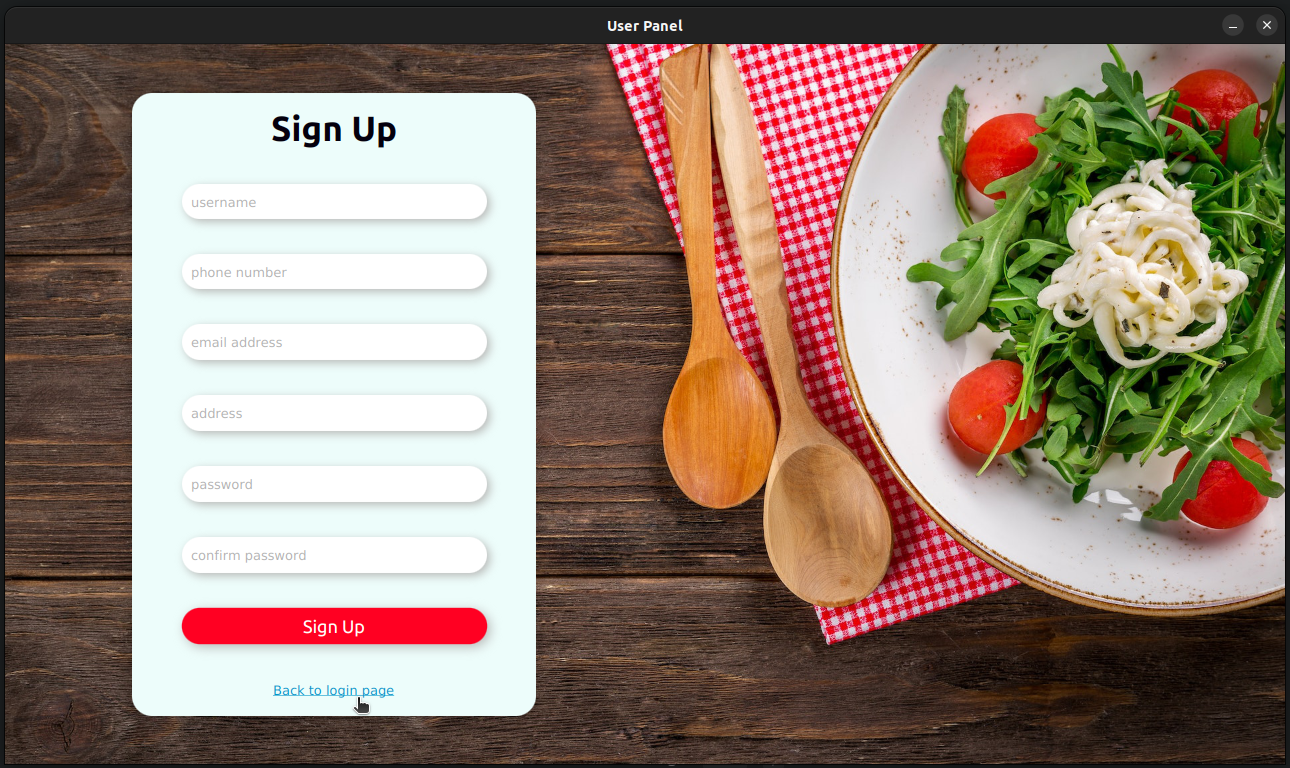 User Panel
Sign Up
username
phone number
email address
address
password
confirm password
Sign Up
Back to login page